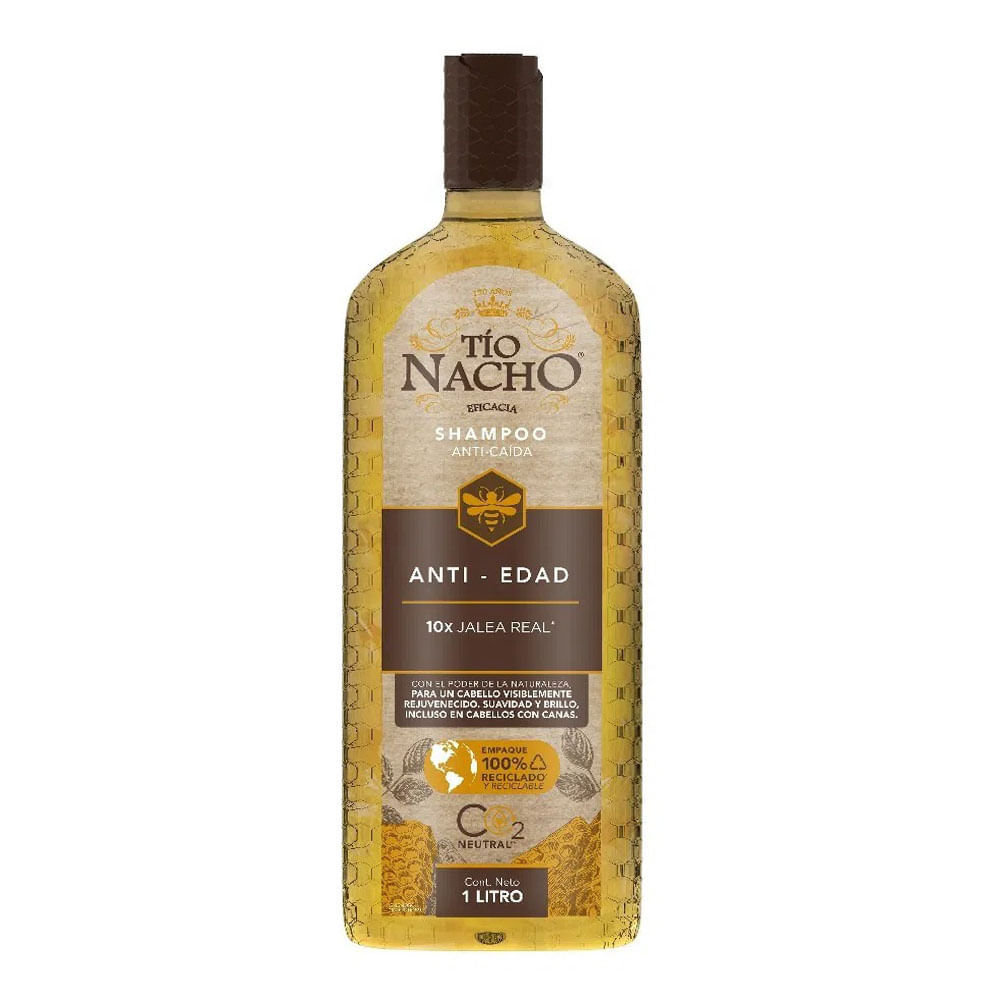 130 AÑOS
TÍO
NACHO®
EFICACIA
SHAMPOO
ANTI-CAÍDA
ANTI - EDAD
10x JALEA REAL*
CON EL PODER DE LA NATURALEZA,
PARA UN CABELLO VISIBLEMENTE
REJUVENECIDO. SUAVIDAD Y BRILLO,
INCLUSO EN CABELLOS CON CANAS.
EMPAQUE
100%
RECICLADO
Y RECICLABLE
CO2
NEUTRAL
Cont. Neto
1 LITRO